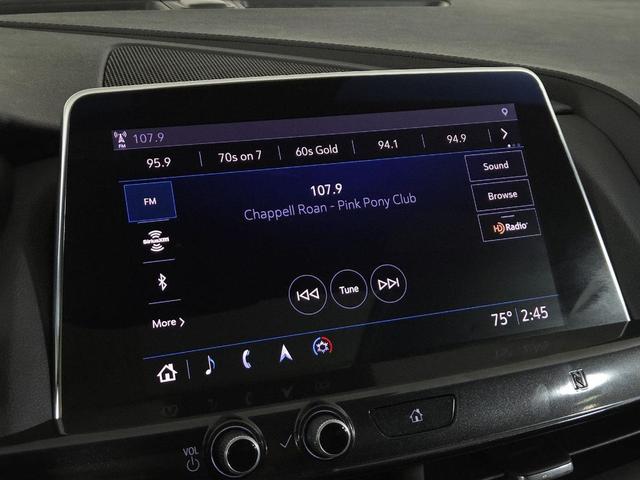 FM 107.9
95.9 70s on 7 60s Gold 94.1 94.9
FM
107.9
Chappell Roan - Pink Pony Club
Sound
Browse
HD Radio
SiriusXM
Tune
More
75° 2:45
VOL